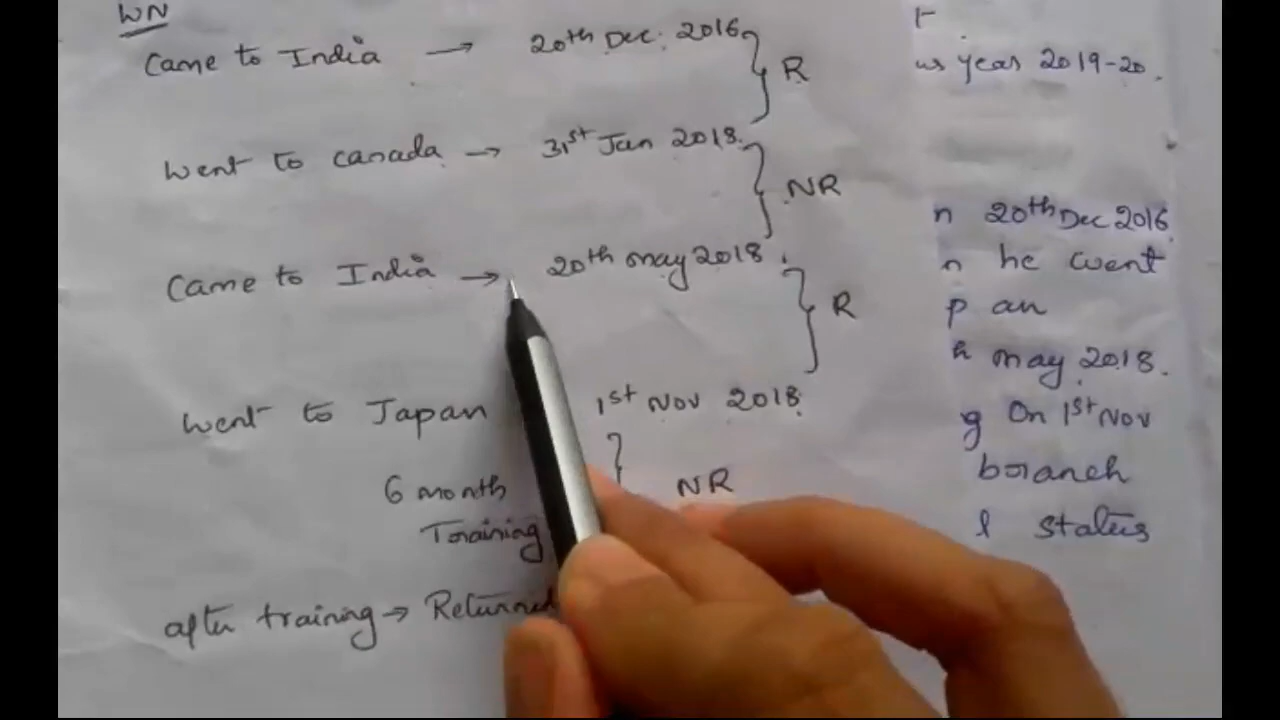 WN
Came to India → 20th Dec. 2016
R
Went to canada → 31st Jan 2018.
NR
Came to India → 20th may 2018.
R
Went to Japan 1st Nov 2018
6 month
Training
NR
after training → Returned
us year 2019-20.
n 20th Dec 2016
n he went
p an
h may 2018.
g On 1st Nov
branch
l status